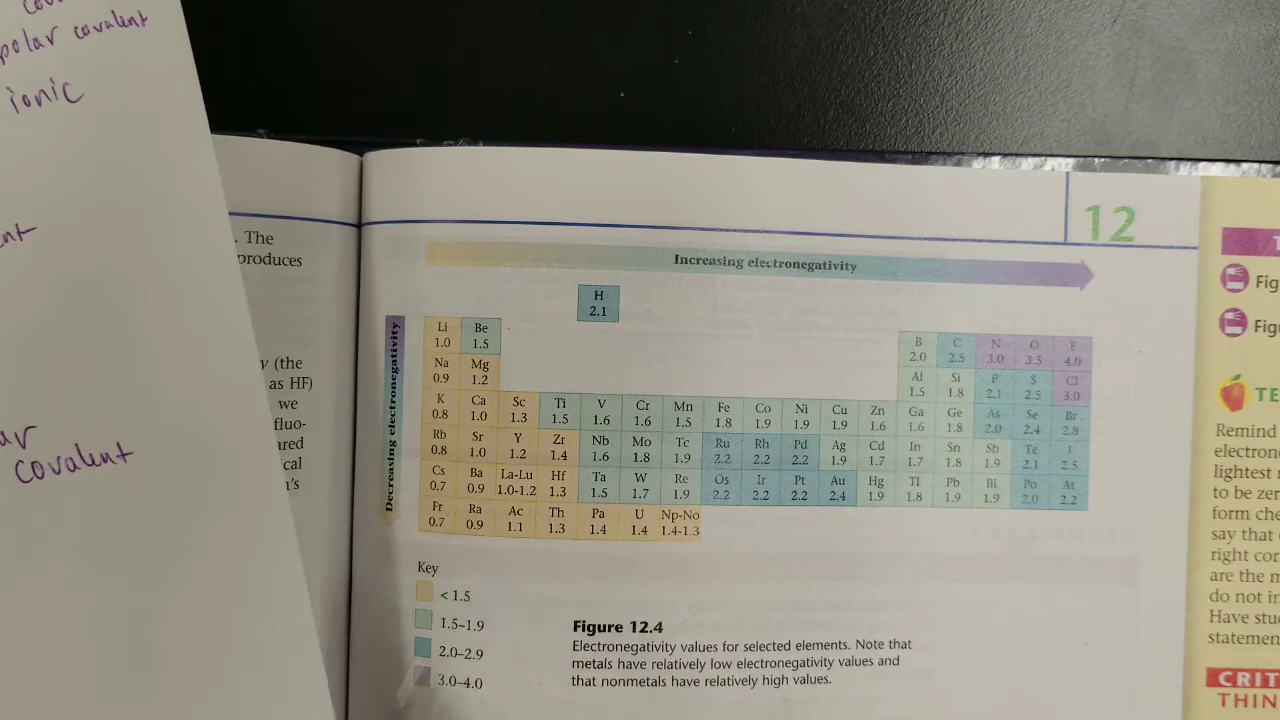 polar covalent
ionic
covalent
. The
produces
(the
as HF)
we
fluo-
12
Increasing electronegativity
Decreasing electronegativity
H
2.1
Li Be B C N O F
1.0 1.5 2.0 2.5 3.0 3.5 4.0
Na Mg Al Si P S Cl
0.9 1.2 1.5 1.8 2.1 2.5 3.0
K Ca Sc Ti V Cr Mn Fe Co Ni Cu Zn Ga Ge As Se Br
0.8 1.0 1.3 1.5 1.6 1.6 1.5 1.8 1.9 1.9 1.9 1.6 1.6 1.8 2.0 2.4 2.8
Rb Sr Y Zr Nb Mo Tc Ru Rh Pd Ag Cd In Sn Sb Te I
0.8 1.0 1.2 1.4 1.6 1.8 1.9 2.2 2.2 2.2 1.9 1.7 1.7 1.8 1.9 2.1 2.5
Cs Ba La-Lu Hf Ta W Re Os Ir Pt Au Hg Tl Pb Bi Po At
0.7 0.9 1.0-1.2 1.3 1.5 1.7 1.9 2.2 2.2 2.2 2.4 1.9 1.8 1.9 1.9 2.0 2.2
Fr Ra Ac Th Pa U Np-No
0.7 0.9 1.1 1.3 1.4 1.4 1.4-1.3
Key
< 1.5
1.5–1.9
2.0–2.9
3.0–4.0
Figure 12.4
Electronegativity values for selected elements. Note that
metals have relatively low electronegativity values and
that nonmetals have relatively high values.
Fig
Figu
TE
Remind
electron
lightest
to be zer
form che
say that
right cor
are the m
do not in
Have stu
statemen
CRIT
THIN